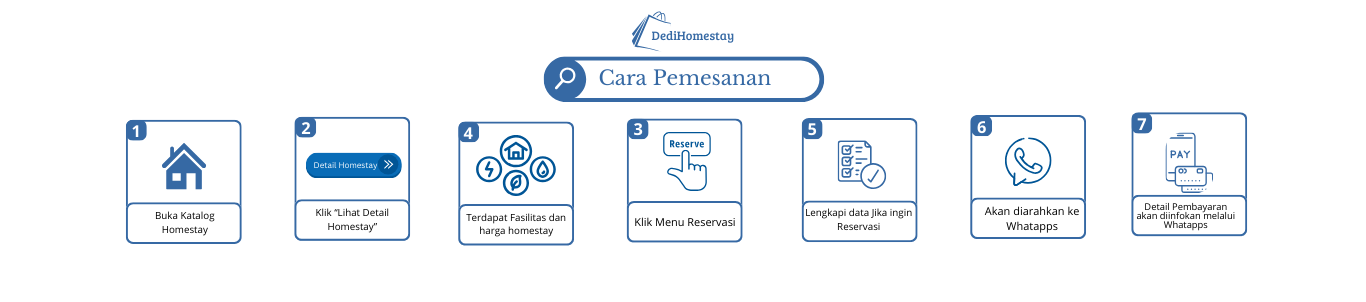 DediHomestay
Cara Pemesanan
1
Buka Katalog
Homestay
2
Detail Homestay
Klik “Lihat Detail
Homestay”
4
Terdapat Fasilitas dan
harga homestay
3
Reserve
Klik Menu Reservasi
5
Lengkapi data Jika ingin
Reservasi
6
Akan diarahkan ke
Whatapps
7
PAY
Detail Pembayaran
akan diinfokan melalui
Whatapps